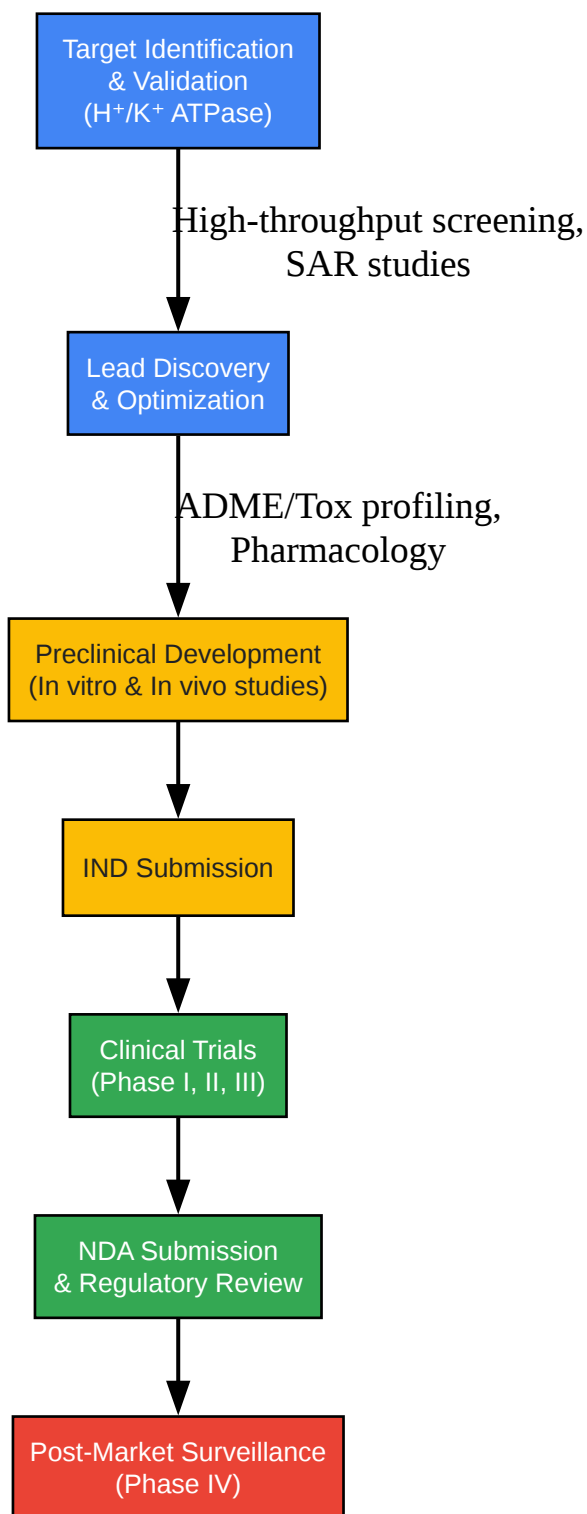 Target Identification
& Validation
(H⁺/K⁺ ATPase)
High-throughput screening,
SAR studies
Lead Discovery
& Optimization
ADME/Tox profiling,
Pharmacology
Preclinical Development
(In vitro & In vivo studies)
IND Submission
Clinical Trials
(Phase I, II, III)
NDA Submission
& Regulatory Review
Post-Market Surveillance
(Phase IV)